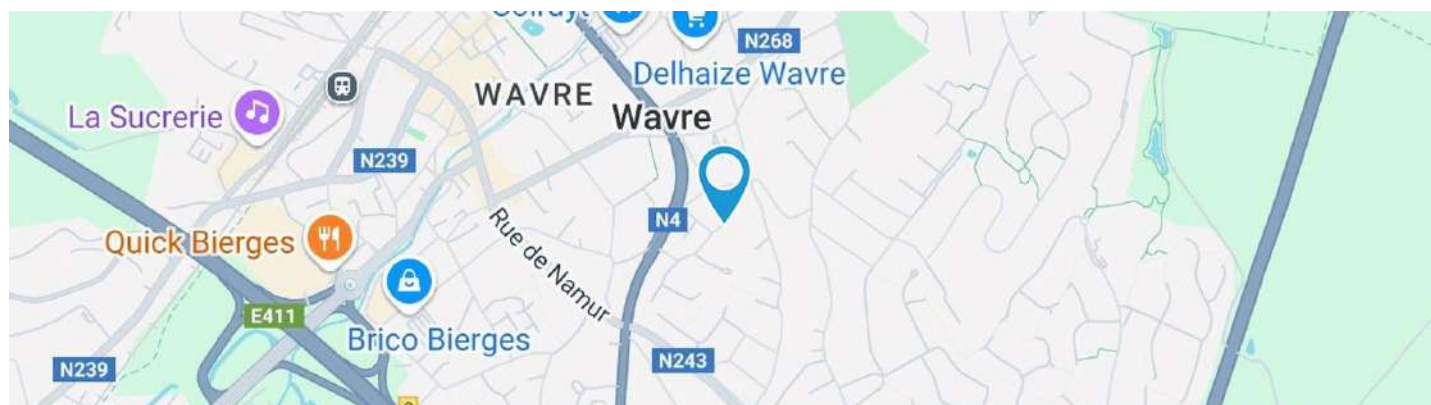 Colruyt
N268
Delhaize Wavre
WAVRE
Wavre
La Sucrerie
N239
N4
Quick Bierges
Rue de Namur
E411
Brico Bierges
N239
N243